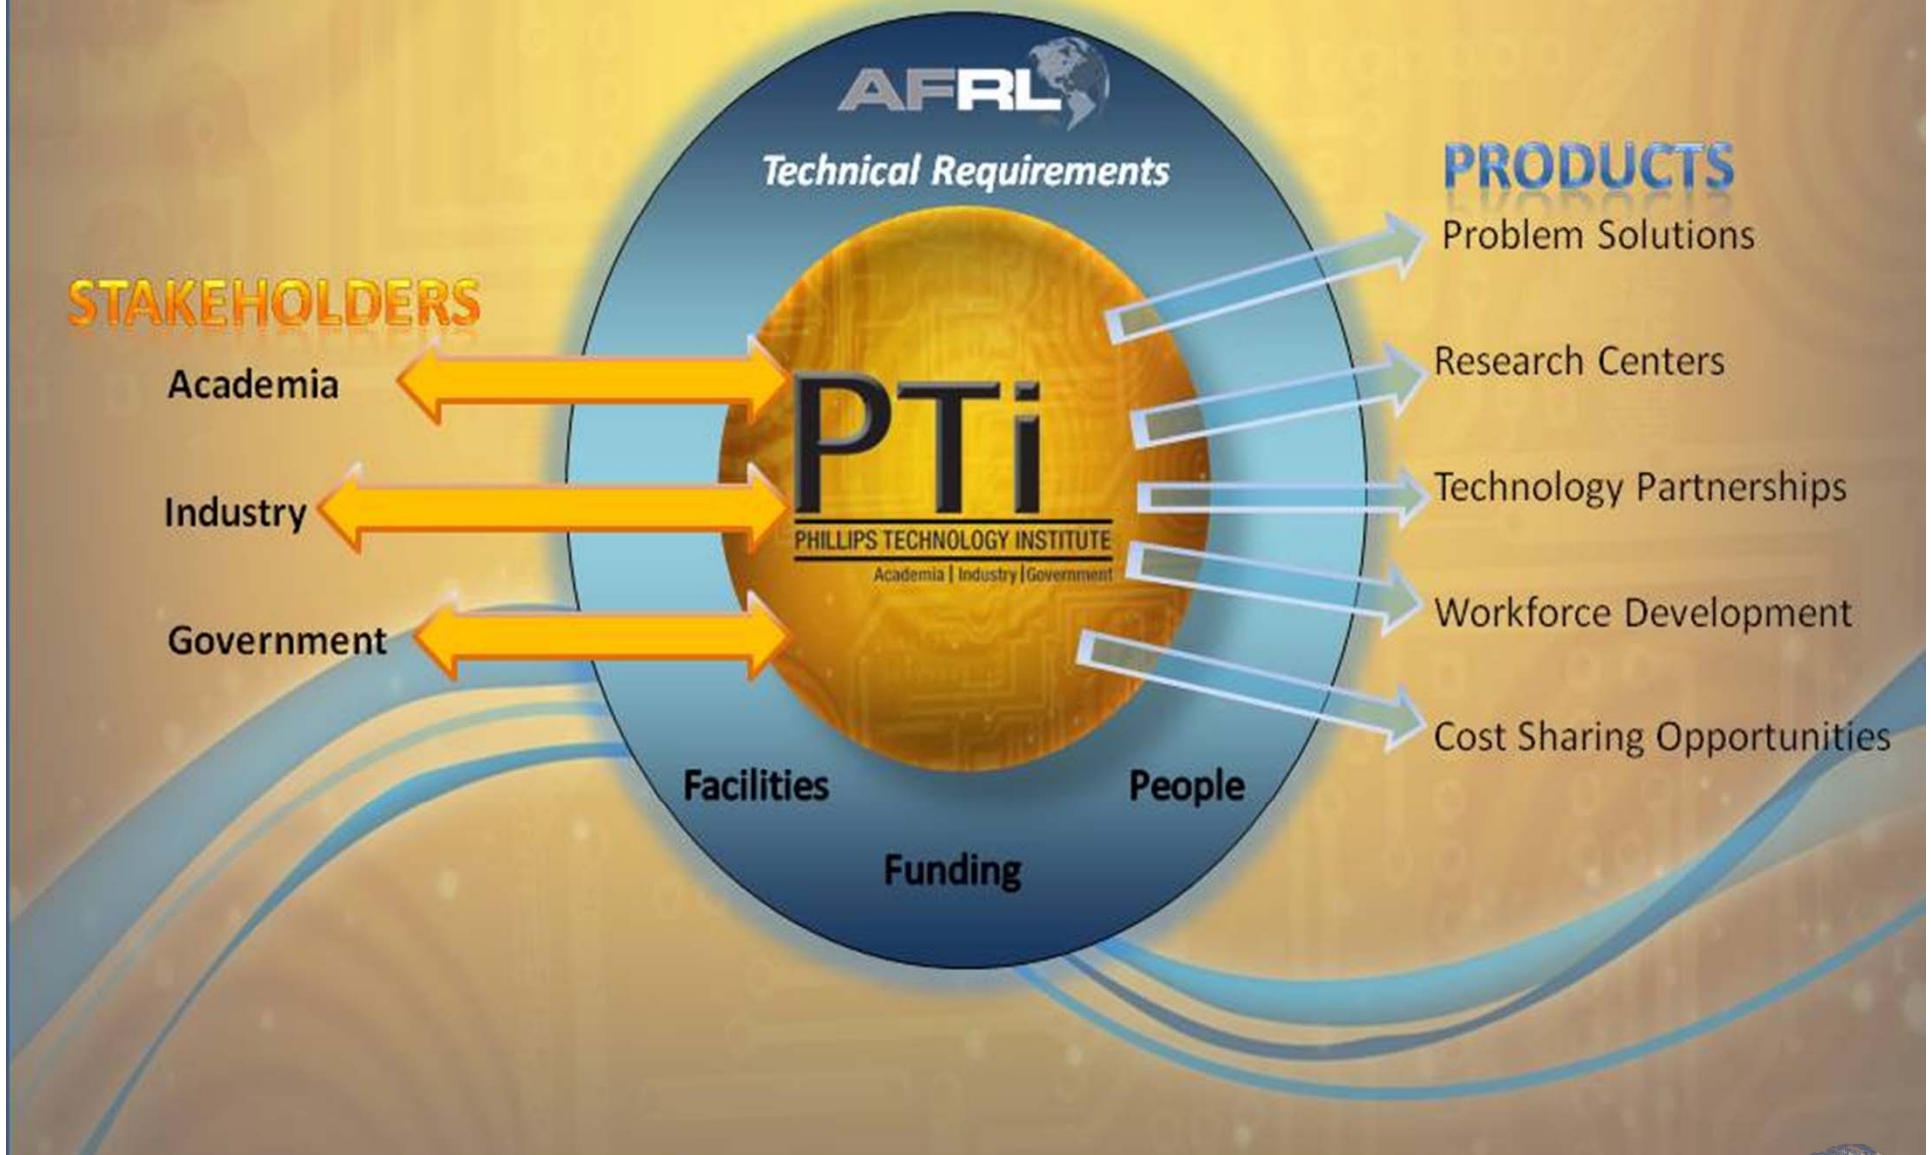 AFRL
Technical Requirements
STAKEHOLDERS
Academia
Industry
Government
PTi
PHILLIPS TECHNOLOGY INSTITUTE
Academia | Industry | Government
Facilities
People
Funding
PRODUCTS
Problem Solutions
Research Centers
Technology Partnerships
Workforce Development
Cost Sharing Opportunities